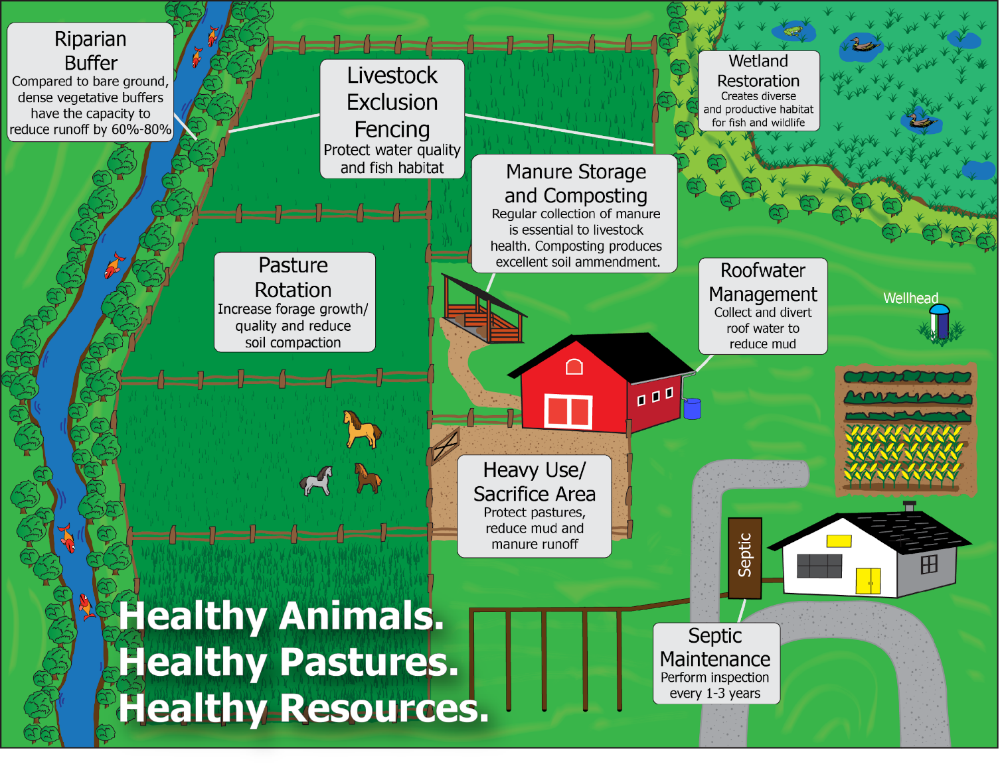 Riparian
Buffer
Compared to bare ground,
dense vegetative buffers
have the capacity to
reduce runoff by 60%-80%
Livestock
Exclusion
Fencing
Protect water quality
and fish habitat
Wetland
Restoration
Creates diverse
and productive habitat
for fish and wildlife
Manure Storage
and Composting
Regular collection of manure
is essential to livestock
health. Composting produces
excellent soil ammendment.
Pasture
Rotation
Increase forage growth/
quality and reduce
soil compaction
Roofwater
Management
Collect and divert
roof water to
reduce mud
Wellhead
Heavy Use/
Sacrifice Area
Protect pastures,
reduce mud and
manure runoff
Septic
Septic
Maintenance
Perform inspection
every 1-3 years
Healthy Animals.
Healthy Pastures.
Healthy Resources.